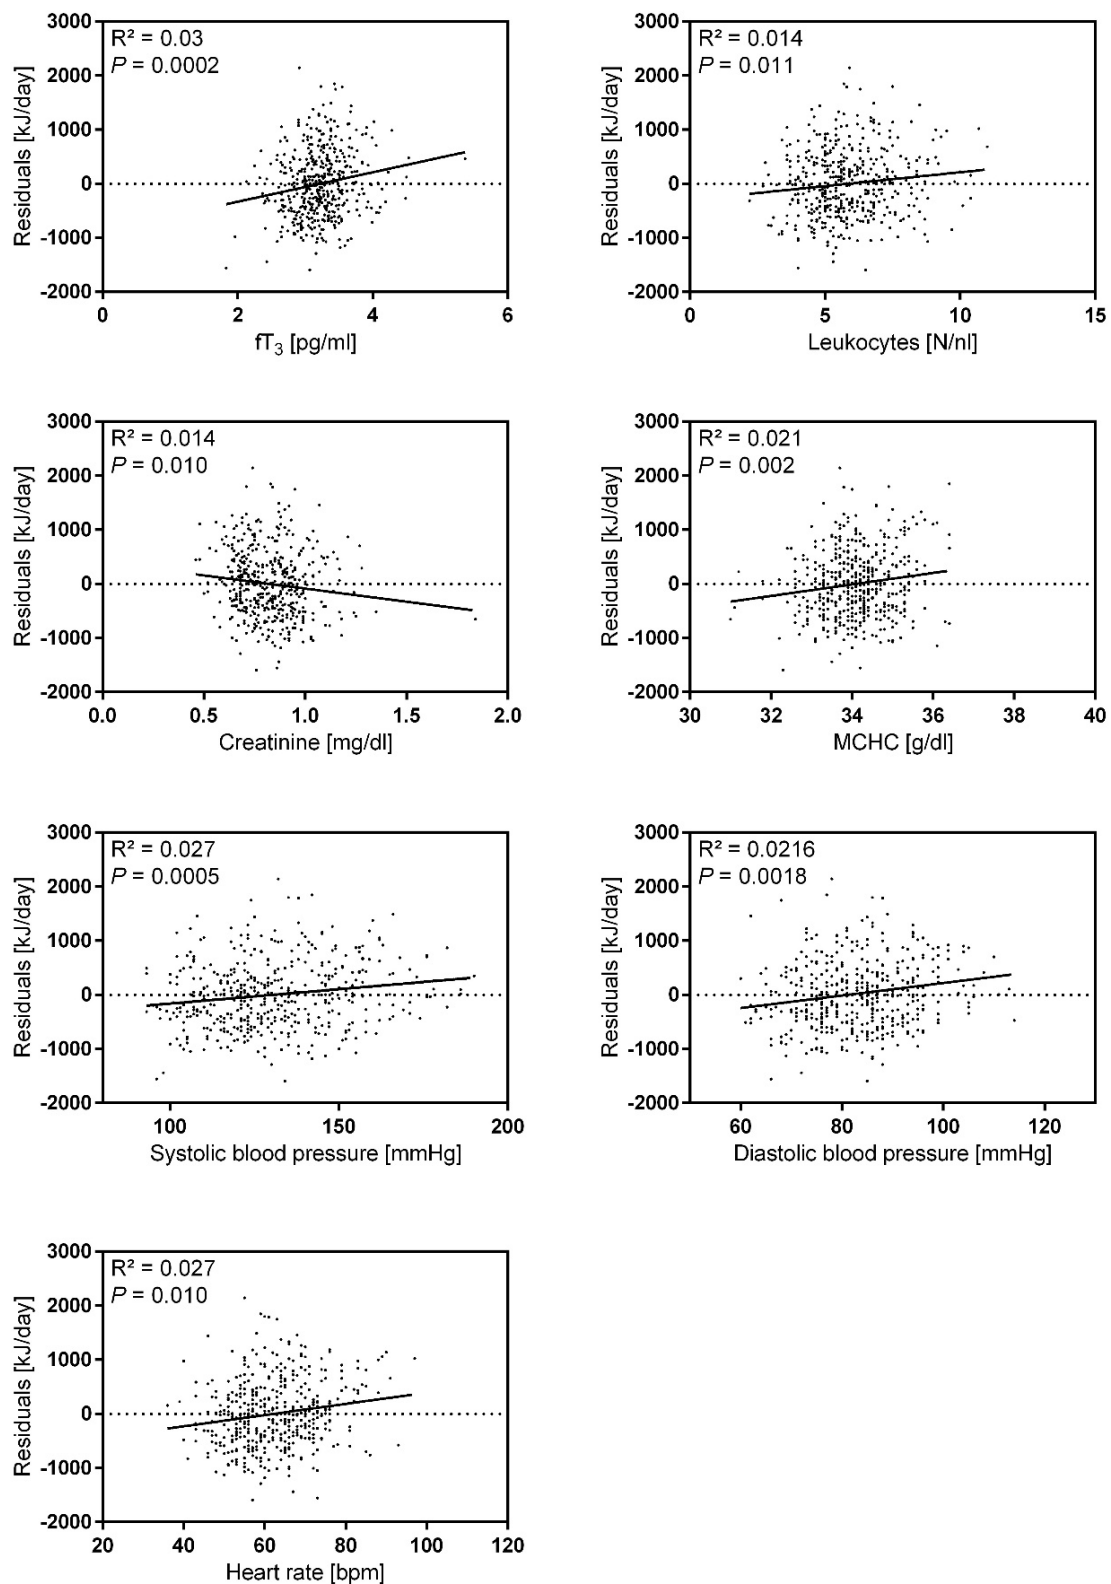 R² = 0.03
P = 0.0002
3000
2000
1000
0
-1000
-2000
Residuals [kJ/day]
0 2 4 6
fT₃ [pg/ml]
R² = 0.014
P = 0.011
3000
2000
1000
0
-1000
-2000
Residuals [kJ/day]
0 5 10 15
Leukocytes [N/nl]
R² = 0.014
P = 0.010
3000
2000
1000
0
-1000
-2000
Residuals [kJ/day]
0.0 0.5 1.0 1.5 2.0
Creatinine [mg/dl]
R² = 0.021
P = 0.002
3000
2000
1000
0
-1000
-2000
Residuals [kJ/day]
30 32 34 36 38 40
MCHC [g/dl]
R² = 0.027
P = 0.0005
3000
2000
1000
0
-1000
-2000
Residuals [kJ/day]
100 150 200
Systolic blood pressure [mmHg]
R² = 0.0216
P = 0.0018
3000
2000
1000
0
-1000
-2000
Residuals [kJ/day]
60 80 100 120
Diastolic blood pressure [mmHg]
R² = 0.027
P = 0.010
3000
2000
1000
0
-1000
-2000
Residuals [kJ/day]
20 40 60 80 100 120
Heart rate [bpm]